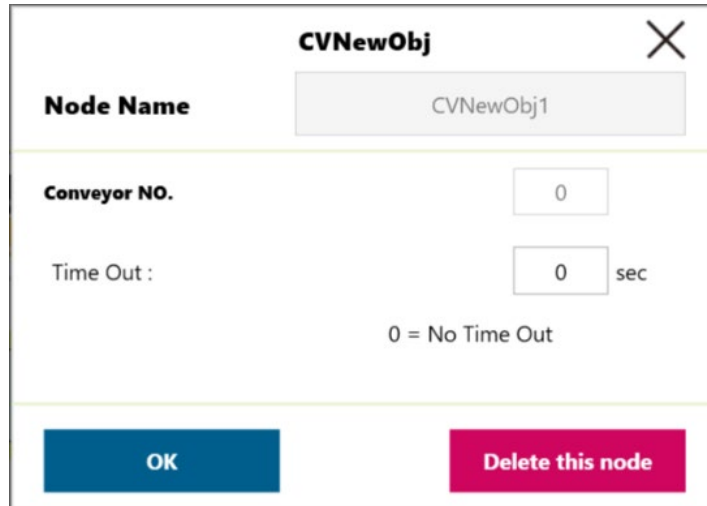 CVNewObj
Node Name CVNewObj1
Conveyor NO. 0
Time Out : 0 sec
0 = No Time Out
OK Delete this node